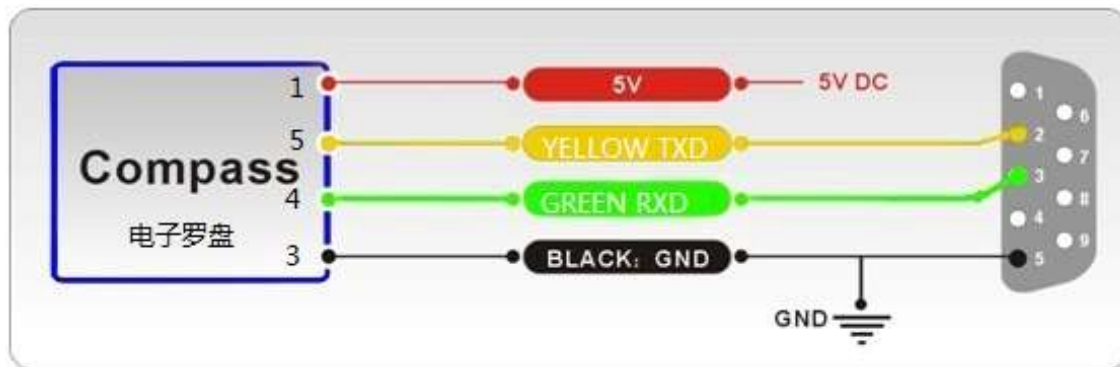 1
5V
5V DC
1
6
5
YELLOW TXD
2
7
Compass
4
GREEN RXD
3
8
电子罗盘
4
9
3
BLACK: GND
5
GND